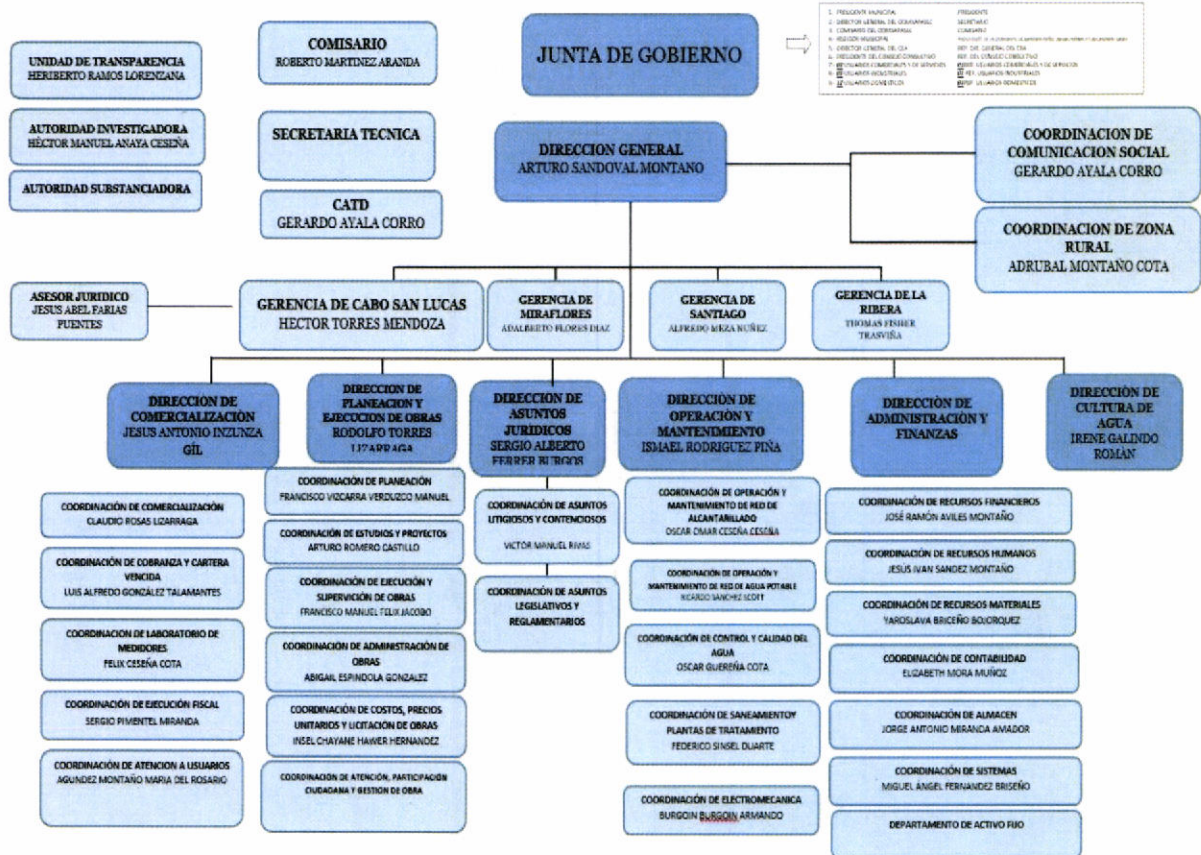 UNIDAD DE TRANSPARENCIA
HERIBERTO RAMOS LORENZANA
AUTORIDAD INVESTIGADORA
HÉCTOR MANUEL ANAYA CESEÑA
AUTORIDAD SUBSTANCIADORA
COMISARIO
ROBERTO MARTINEZ ARANDA
SECRETARIA TECNICA
CATD
GERARDO AYALA CORRO
JUNTA DE GOBIERNO
1. PRESIDENTE MUNICIPAL PRESIDENTE
2. DIRECTOR GENERAL DEL SECRETARIO
DIRECCION GENERAL
ARTURO SANDOVAL MONTANO
COORDINACION DE
COMUNICACION SOCIAL
GERARDO AYALA CORRO
COORDINACION DE ZONA
RURAL
ADRUBAL MONTAÑO COTA
ASESOR JURIDICO
JESUS ABEL FARIAS
PUENTES
GERENCIA DE CABO SAN LUCAS
HECTOR TORRES MENDOZA
GERENCIA DE
MIRAFLORES
ADALBERTO FLORES DIAZ
GERENCIA DE
SANTIAGO
ALFREDO MEZA NUÑEZ
GERENCIA DE LA
RIBERA
THOMAS FISHER
TRASVIÑA
DIRECCIÓN DE
COMERCIALIZACIÓN
JESUS ANTONIO INZUNZA
GÍL
COORDINACIÓN DE COMERCIALIZACIÓN
CLAUDIO ROSAS LIZARRAGA
COORDINACIÓN DE COBRANZA Y CARTERA
VENCIDA
LUIS ALFREDO GONZÁLEZ TALAMANTES
COORDINACION DE LABORATORIO DE
MEDIDORES
FELIX CESEÑA COTA
COORDINACIÓN DE EJECUCIÓN FISCAL
SERGIO PIMENTEL MIRANDA
COORDINACIÓN DE ATENCION A USUARIOS
AGUNDEZ MONTAÑO MARIA DEL ROSARIO
DIRECCION DE
PLANEACION Y
EJECUCION DE OBRAS
RODOLFO TORRES
LIZARRAGA
COORDINACIÓN DE PLANEACIÓN
FRANCISCO VIZCARRA VERDUZCO MANUEL
COORDINACIÓN DE ESTUDIOS Y PROYECTOS
ARTURO ROMERO CASTILLO
COORDINACIÓN DE EJECUCIÓN Y
SUPERVICIÓN DE OBRAS
FRANCISCO MANUEL FELIX JACOBO
COORDINACIÓN DE ADMINISTRACIÓN DE
OBRAS
ABIGAIL ESPINDOLA GONZALEZ
COORDINACIÓN DE COSTOS, PRECIOS
UNITARIOS Y LICITACIÓN DE OBRAS
INSEL CHAYANE HAWER HERNANDEZ
COORDINACIÓN DE ATENCIÓN, PARTICIPACIÓN
CIUDADANA Y GESTION DE OBRA
DIRECCIÓN DE
ASUNTOS
JURÍDICOS
SERGIO ALBERTO
FERRER BURGOS
COORDINACIÓN DE ASUNTOS
LITIGIOSOS Y CONTENCIOSOS
VICTOR MANUEL RIVAS
COORDINACIÓN DE ASUNTOS
LEGISLATIVOS Y
REGLAMENTARIOS
DIRECCIÓN DE
OPERACIÓN Y
MANTENIMIENTO
ISMAEL RODRIGUEZ PIÑA
COORDINACIÓN DE OPERACIÓN Y
MANTENIMIENTO DE RED DE
ALCANTARILLADO
OSCAR OMAR CESEÑA CESEÑA
COORDINACIÓN DE OPERACIÓN Y
MANTENIMIENTO DE RED DE AGUA POTABLE
RICARDO SANCHEZ SCOTT
COORDINACIÓN DE CONTROL Y CALIDAD DEL
AGUA
OSCAR GUEREÑA COTA
COORDINACIÓN DE SANEAMIENTOY
PLANTAS DE TRATAMIENTO
FEDERICO SINSEL DUARTE
COORDINACIÓN DE ELECTROMECANICA
BURGOIN BURGOIN ARMANDO
DIRECCIÓN DE
ADMINISTRACIÓN Y
FINANZAS
COORDINACIÓN DE RECURSOS FINANCIEROS
JOSÉ RAMÓN AVILES MONTAÑO
COORDINACIÓN DE RECURSOS HUMANOS
JESUS IVAN SANDEZ MONTAÑO
COORDINACIÓN DE RECURSOS MATERIALES
YAROSLAVA BRICEÑO BOJORQUEZ
COORDINACIÓN DE CONTABILIDAD
ELIZABETH MORA MUÑOZ
COORDINACIÓN DE ALMACEN
JORGE ANTONIO MIRANDA AMADOR
COORDINACIÓN DE SISTEMAS
MIGUEL ÁNGEL FERNANDEZ BRISEÑO
DEPARTAMENTO DE ACTIVO FIJO
DIRECCIÓN DE
CULTURA DE
AGUA
IRENE GALINDO
ROMÁN